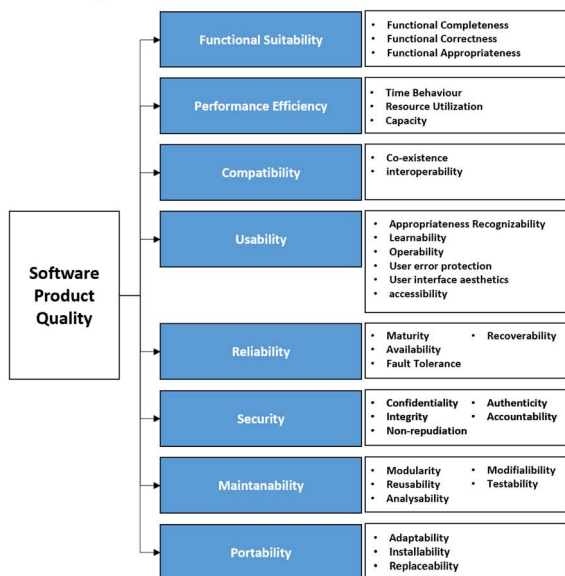 Functional Suitability
• Functional Completeness
• Functional Correctness
• Functional Appropriateness
Performance Efficiency
• Time Behaviour
• Resource Utilization
• Capacity
Compatibility
• Co-existence
• interoperability
Software
Product
Quality
Usability
• Appropriateness Recognizability
• Learnability
• Operability
• User error protection
• User interface aesthetics
• accessibility
Reliability
• Maturity • Recoverability
• Availability
• Fault Tolerance
Security
• Confidentiality • Authenticity
• Integrity • Accountability
• Non-repudiation
Maintanability
• Modularity • Modifialibility
• Reusability • Testability
• Analysability
Portability
• Adaptability
• Installability
• Replaceability